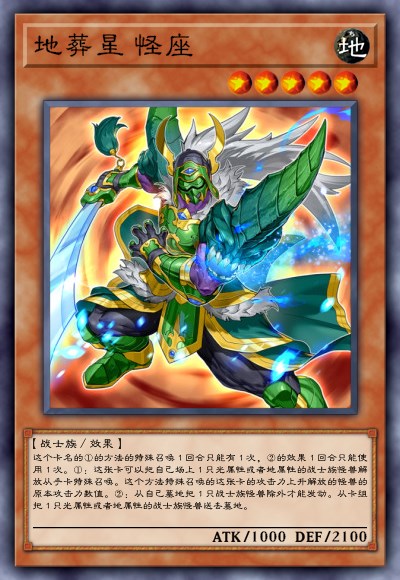 地葬星 怪座
地
【战士族/效果】
这个卡名的①的方法的特殊召唤1回合只能有1次，②的效果1回合只能使
用1次。①：这张卡可以把自己场上1只光属性或者地属性的战士族怪兽解
放从手卡特殊召唤。这个方法特殊召唤的这张卡的攻击力上升解放的怪兽的
原本攻击力数值。②：从自己墓地把1只战士族怪兽除外才能发动。从卡组
把1只光属性或者地属性的战士族怪兽送去墓地。
ATK/1000 DEF/2100